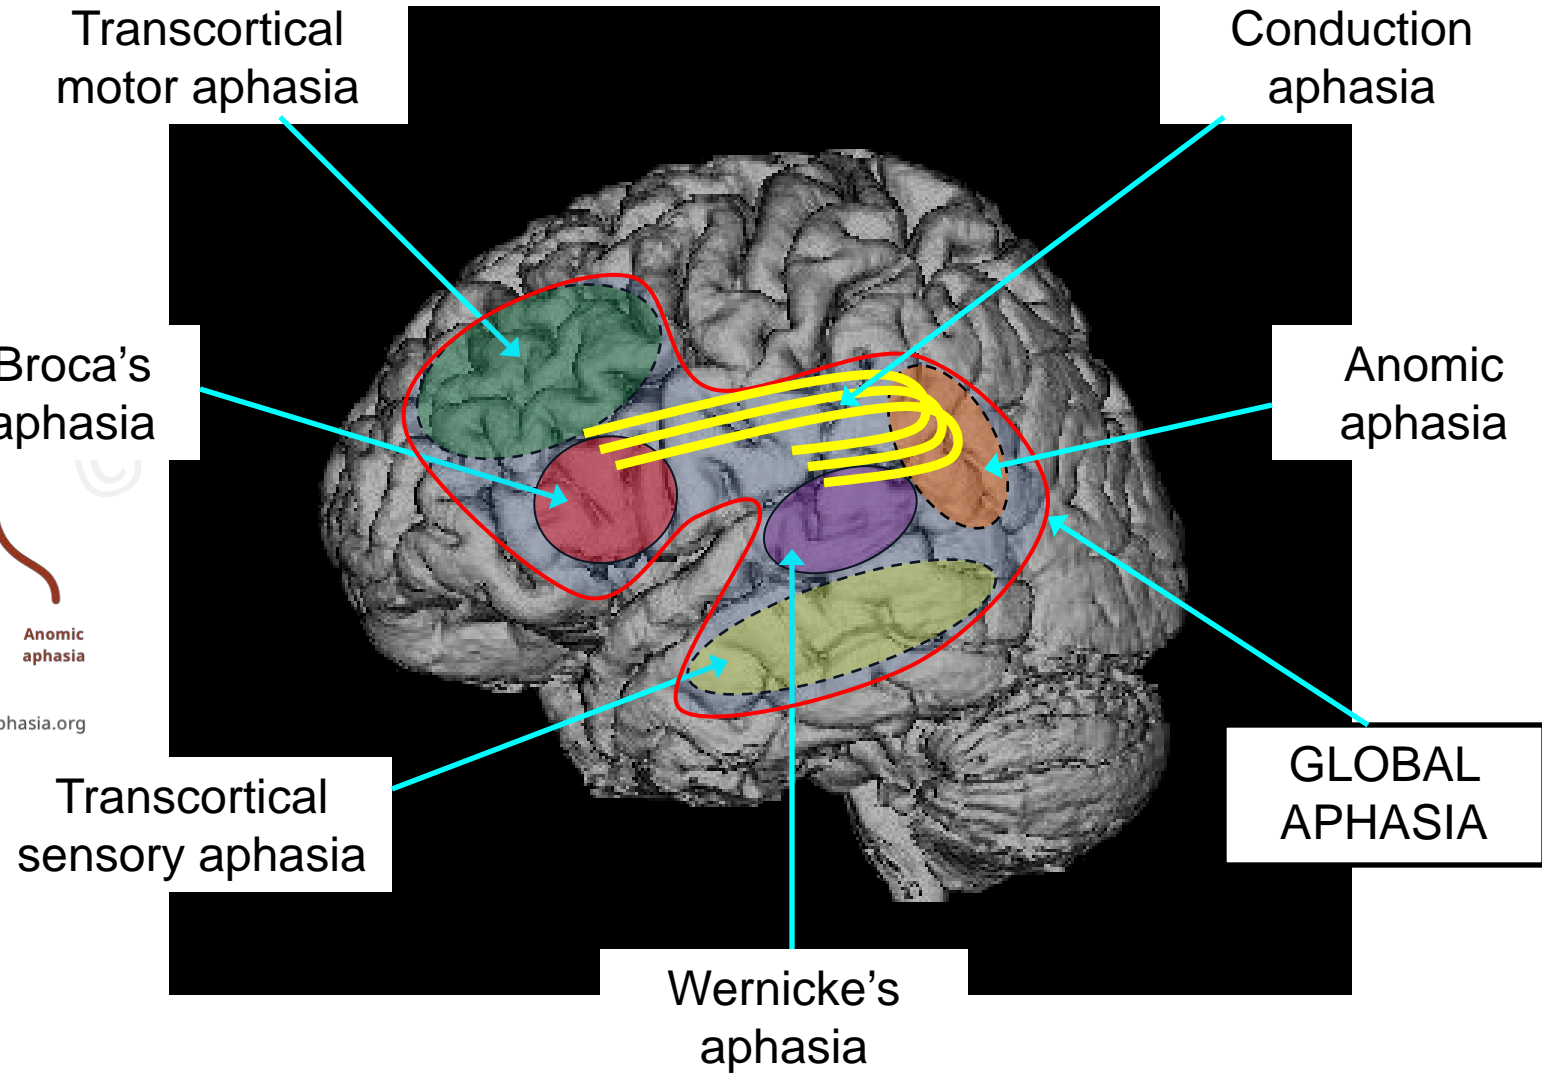 Transcortical
motor aphasia
Conduction
aphasia
Broca's
aphasia
Anomic
aphasia
Anomic
aphasia
phasia.org
Transcortical
sensory aphasia
GLOBAL
APHASIA
Wernicke's
aphasia